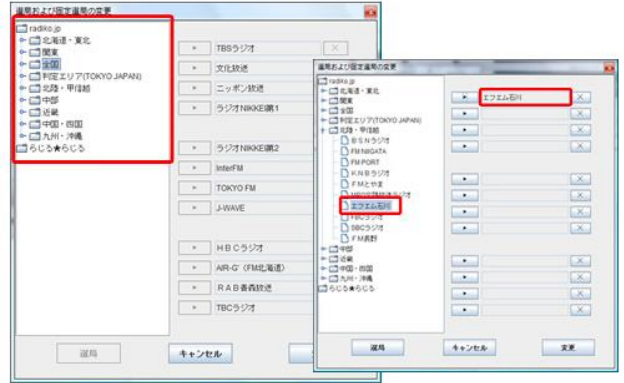 選局および固定選局の変更
radiko.jp
北海道・東北
関東
全国
判定エリア(TOKYO JAPAN)
北陸・甲信越
中部
近畿
中国・四国
九州・沖縄
らじる★らじる
TBSラジオ
文化放送
ニッポン放送
ラジオNIKKEI第1
ラジオNIKKEI第2
InterFM
TOKYO FM
J-WAVE
HBCラジオ
AIR-G' (FM北海道)
RAB青森放送
TBCラジオ
選局
キャンセル
選局および固定選局の変更
radiko.jp
北海道・東北
関東
全国
判定エリア(TOKYO JAPAN)
北陸・甲信越
BSNラジオ
FM NIIGATA
FM PORT
KNBラジオ
FMとやま
エフエム石川
FBCラジオ
SBCラジオ
FM長野
中部
近畿
中国・四国
九州・沖縄
らじる★らじる
エフエム石川
選局
キャンセル
変更